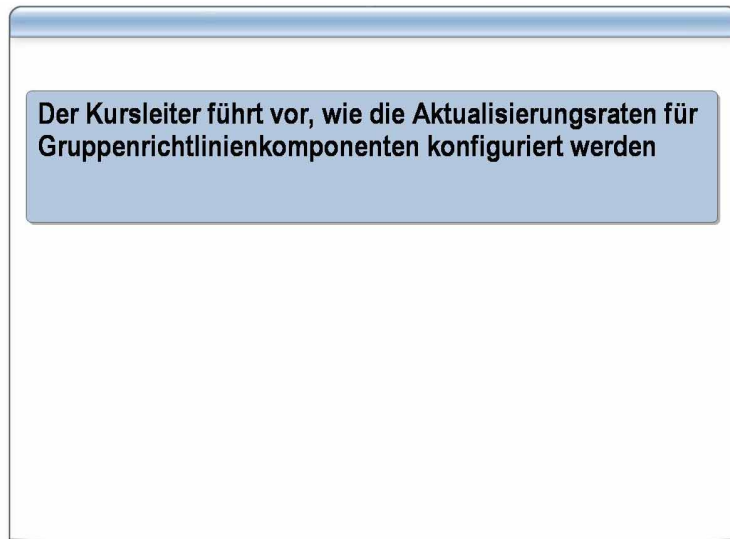 Der Kursleiter führt vor, wie die Aktualisierungsraten für
Gruppenrichtlinienkomponenten konfiguriert werden